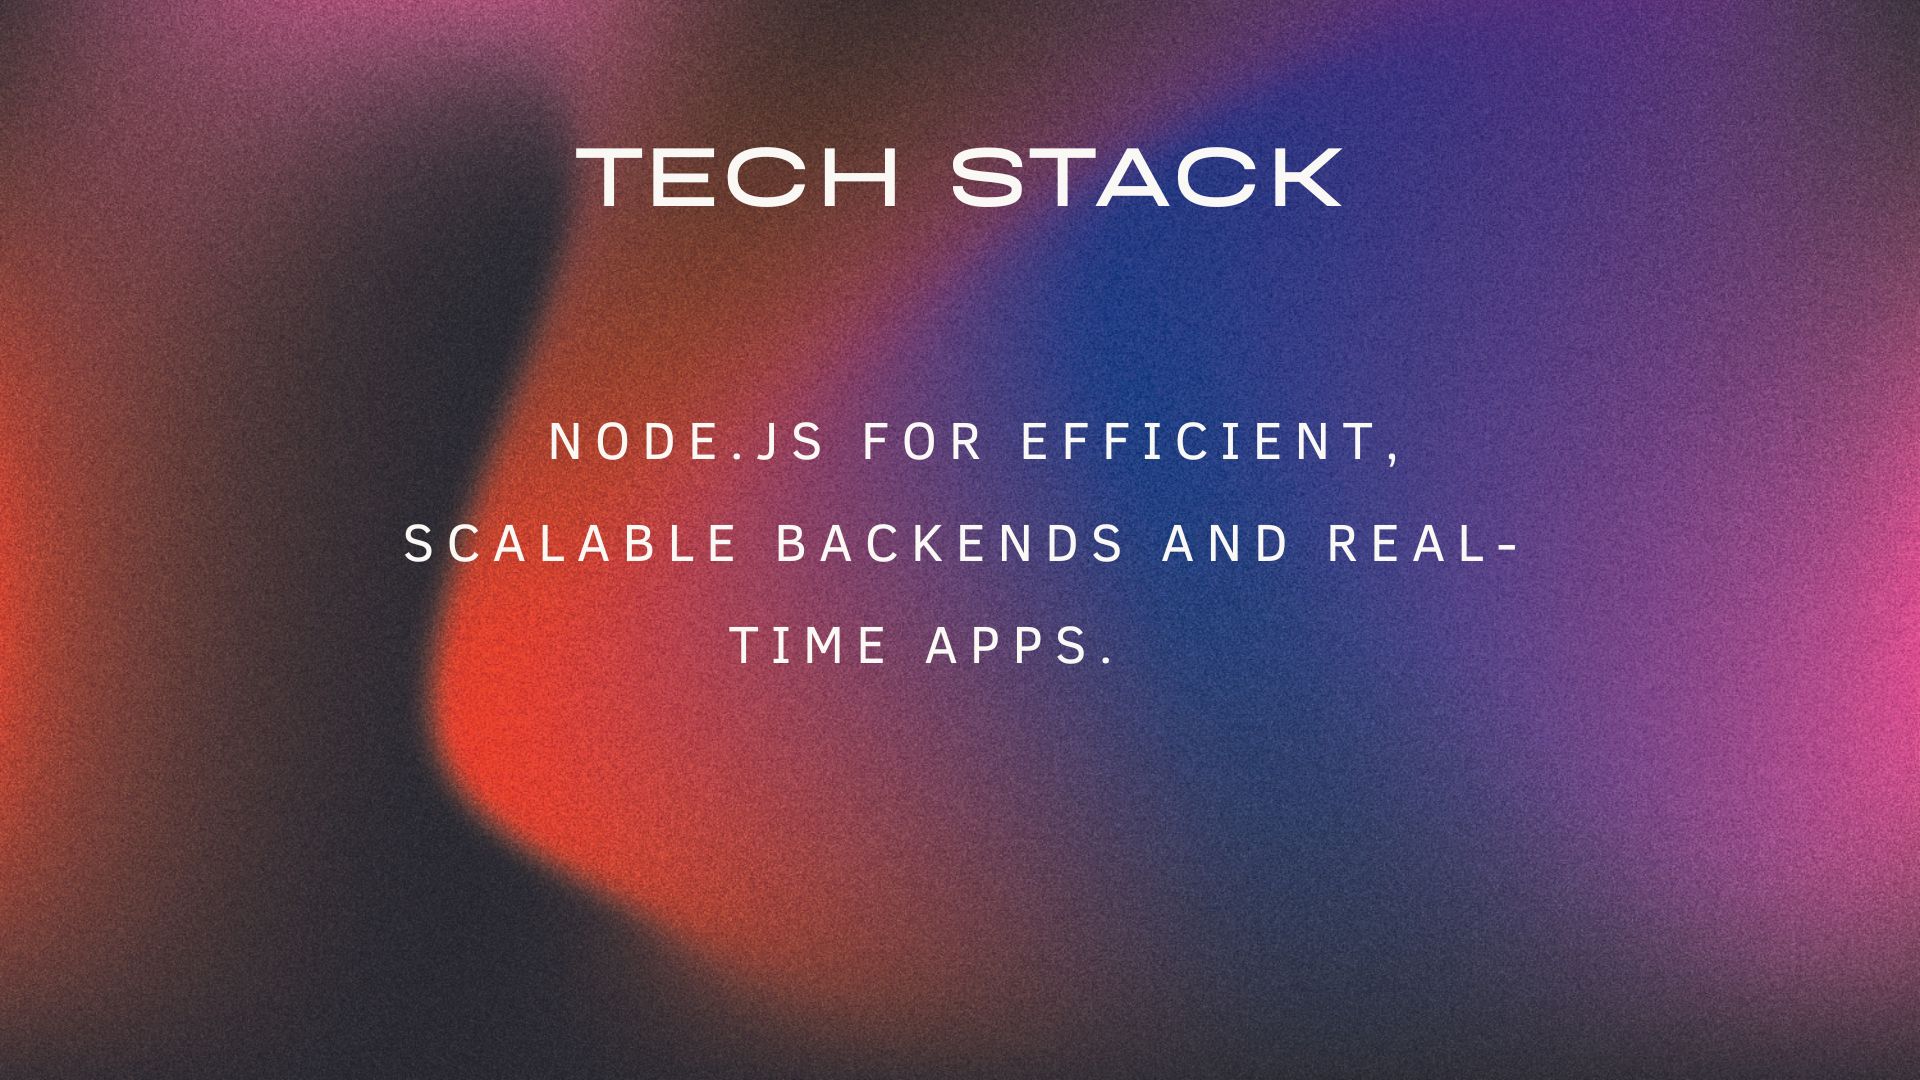 TECH STACK
NODE.JS FOR EFFICIENT,
SCALABLE BACKENDS AND REAL-
TIME APPS.